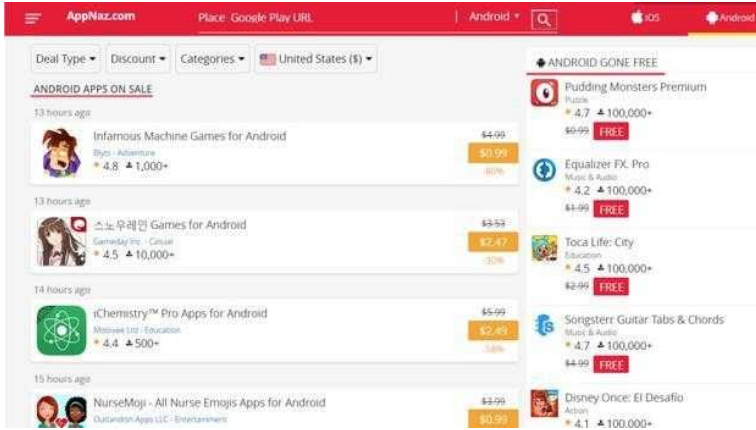 AppNaz.com
Place Google Play URL
Android
iOS
Android
Deal Type
Discount
Categories
United States ($)
ANDROID APPS ON SALE
13 hours ago
Infamous Machine Games for Android
Blyts - Adventure
4.8 1,000+
$4.99
$0.99
-80%
13 hours ago
스노우레인 Games for Android
Gameday Inc. - Casual
4.5 10,000+
$3.53
$2.47
-30%
14 hours ago
iChemistry™ Pro Apps for Android
- Education
4.4 500+
$5.99
$2.49
-58%
15 hours ago
NurseMoji - All Nurse Emojis Apps for Android
Outlandish Apps LLC - Entertainment
$3.99
$0.99
ANDROID GONE FREE
Pudding Monsters Premium
Puzzle
4.7 100,000+
$0.99 FREE
Equalizer FX. Pro
Music & Audio
4.2 100,000+
$1.99 FREE
Toca Life: City
Education
4.5 100,000+
$2.99 FREE
Songsterr Guitar Tabs & Chords
Music & Audio
4.7 100,000+
$4.99 FREE
Disney Once: El Desafío
Action
4.1 100,000+